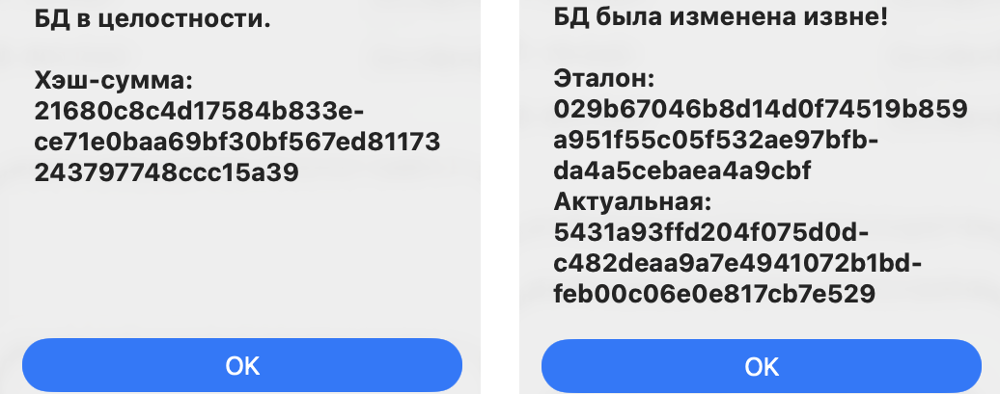 БД в целостности.
Хэш-сумма:
21680c8c4d17584b833e-
ce71e0baa69bf30bf567ed81173
243797748ccc15a39
OK
БД была изменена извне!
Эталон:
029b67046b8d14d0f74519b859
a951f55c05f532ae97bfb-
da4a5cebaea4a9cbf
Актуальная:
5431a93ffd204f075d0d-
c482deaa9a7e4941072b1bd-
feb00c06e0e817cb7e529
OK